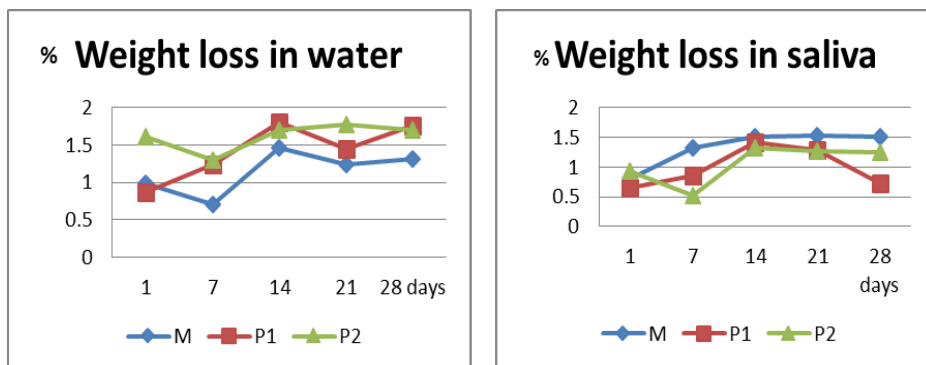 % Weight loss in water
2
1.5
1
0.5
0
1 7 14 21 28 days
M P1 P2
% Weight loss in saliva
2
1.5
1
0.5
0
1 7 14 21 28
days
M P1 P2